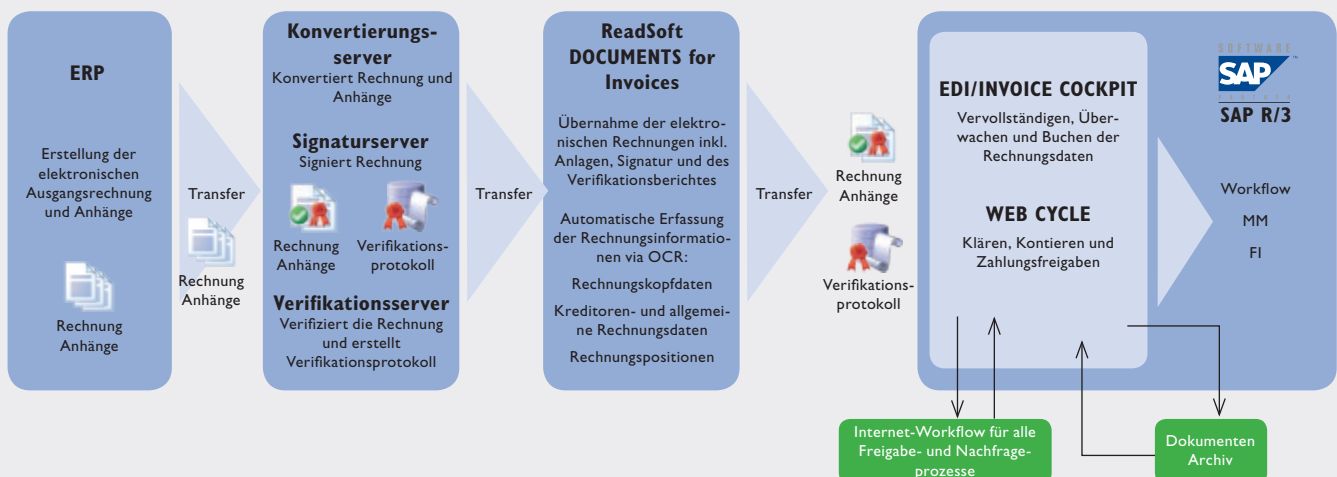 ERP
Erstellung der
elektronischen
Ausgangsrechnung
und Anhänge
Rechnung
Anhänge
Transfer
Rechnung
Anhänge
Konvertierungs-
server
Konvertiert Rechnung und
Anhänge
Signaturserver
Signiert Rechnung
Rechnung
Anhänge
Verifikations-
protokoll
Verifikationsserver
Verifiziert die Rechnung
und erstellt
Verifikationsprotokoll
Transfer
ReadSoft
DOCUMENTS for
Invoices
Übernahme der elektro-
nischen Rechnungen inkl.
Anlagen, Signatur und des
Verifikationsberichtes
Automatische Erfassung
der Rechnungsinformatio-
nen via OCR:
Rechnungskopfdaten
Kreditoren- und allgemei-
ne Rechnungsdaten
Rechnungspositionen
Transfer
Rechnung
Anhänge
Verifikations-
protokoll
EDI/INVOICE COCKPIT
Vervollständigen, Über-
wachen und Buchen der
Rechnungsdaten
WEB CYCLE
Klären, Kontieren und
Zahlungsfreigaben
SOFTWARE
SAP
SAP R/3
Workflow
MM
FI
Internet-Workflow für alle
Freigabe- und Nachfrage-
prozesse
Dokumenten
Archiv